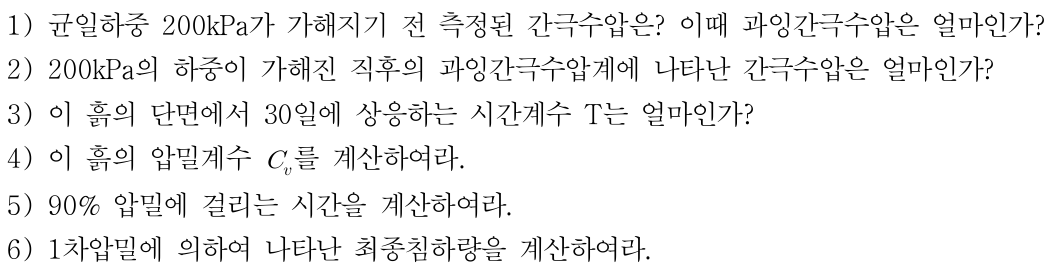 1) 균일하중 200kPa가 가해지기 전 측정된 간극수압은? 이때 과잉간극수압은 얼마인가?
2) 200kPa의 하중이 가해진 직후의 과잉간극수압계에 나타난 간극수압은 얼마인가?
3) 이 흙의 단면에서 30일에 상응하는 시간계수 T는 얼마인가?
4) 이 흙의 압밀계수 C_v를 계산하여라.
5) 90% 압밀에 걸리는 시간을 계산하여라.
6) 1차압밀에 의하여 나타난 최종침하량을 계산하여라.